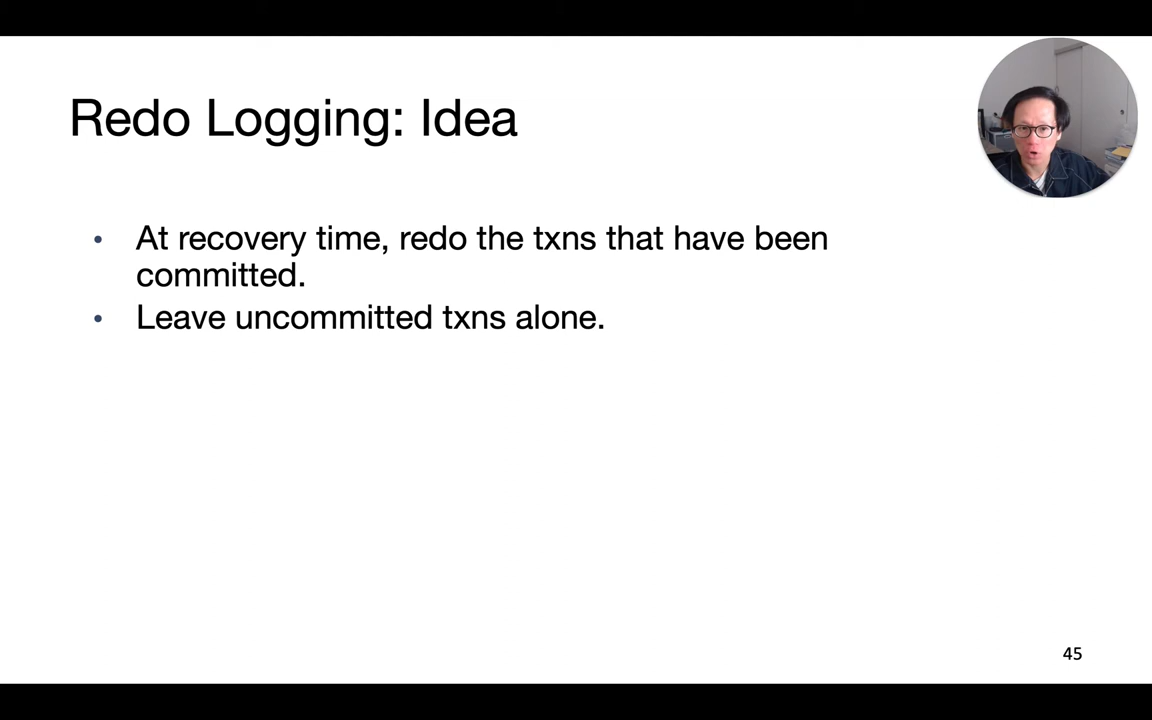 Redo Logging: Idea
• At recovery time, redo the txns that have been
committed.
• Leave uncommitted txns alone.
45